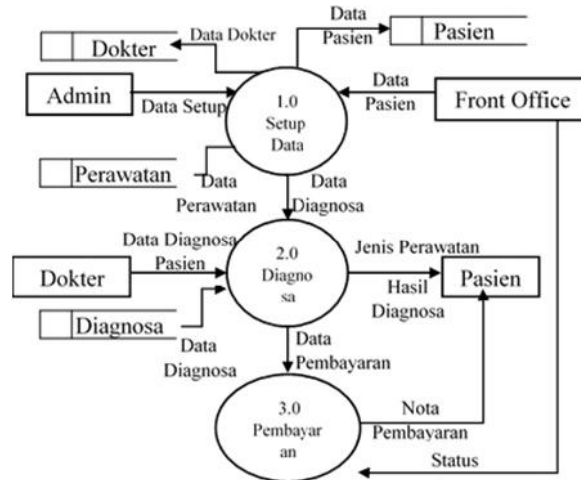 Data
Pasien
Pasien
Data Dokter
Dokter
Admin
Data Setup
1.0
Setup
Data
Data
Pasien
Front Office
Perawatan
Data
Perawatan
Data
Diagnosa
Data Diagnosa
Pasien
Dokter
2.0
Diagno
sa
Jenis Perawatan
Hasil
Diagnosa
Pasien
Diagnosa
Data
Diagnosa
Data
Pembayaran
3.0
Pembayar
an
Nota
Pembayaran
Status